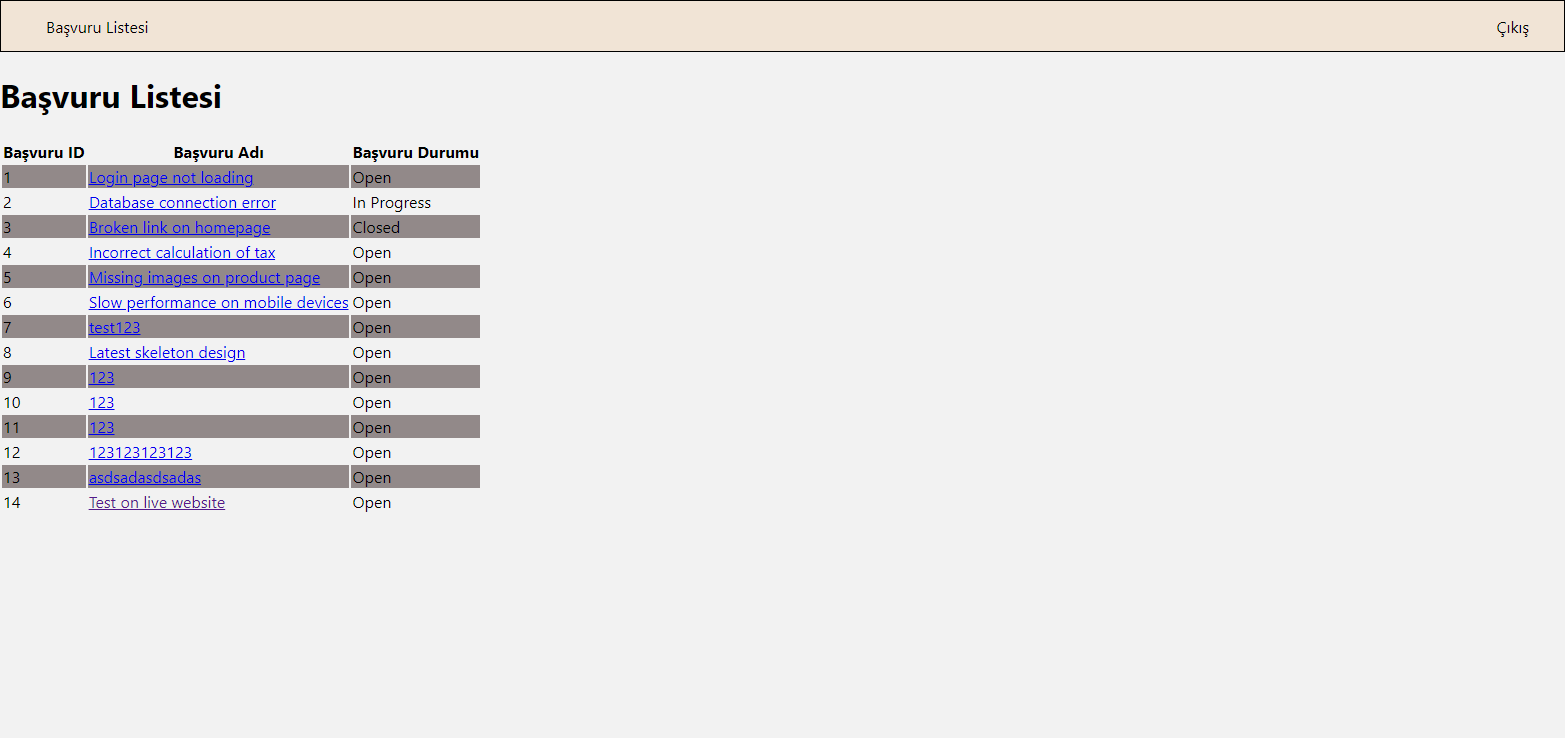 Başvuru Listesi Çıkış
Başvuru Listesi
Başvuru ID Başvuru Adı Başvuru Durumu
1 Login page not loading Open
2 Database connection error In Progress
3 Broken link on homepage Closed
4 Incorrect calculation of tax Open
5 Missing images on product page Open
6 Slow performance on mobile devices Open
7 test123 Open
8 Latest skeleton design Open
9 123 Open
10 123 Open
11 123 Open
12 123123123123 Open
13 asdsadasdsadas Open
14 Test on live website Open